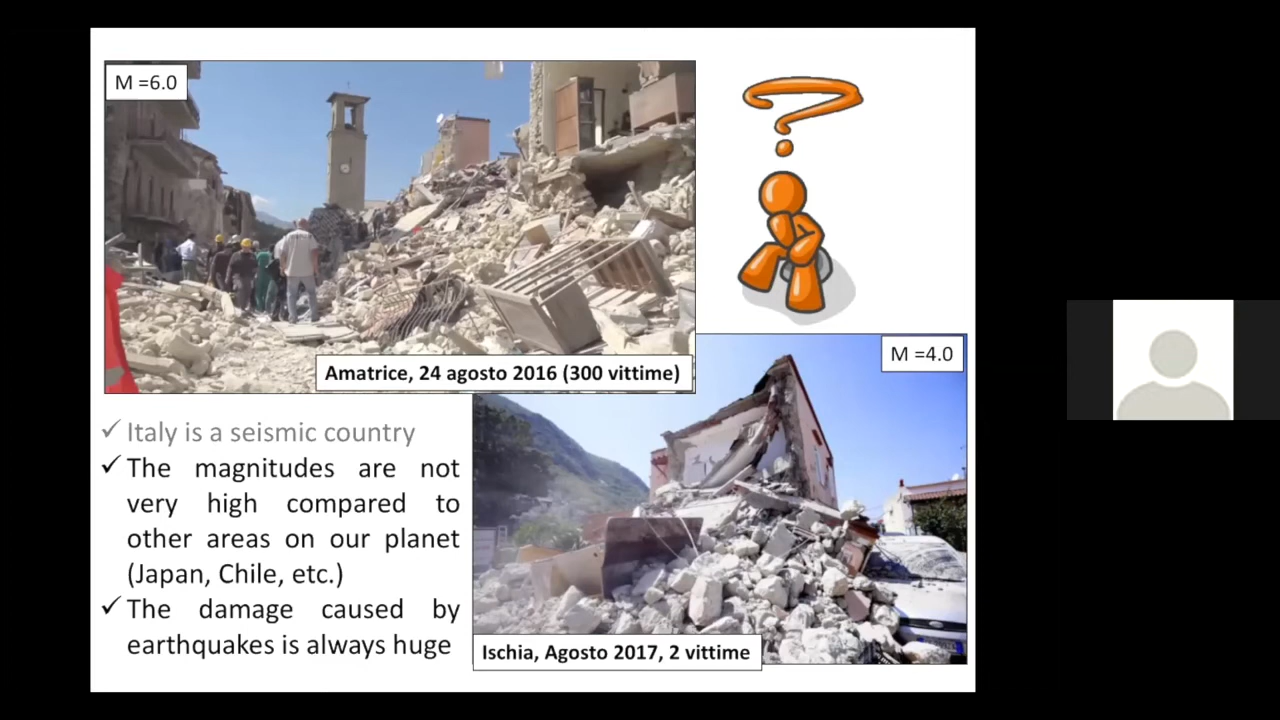 M =6.0
Amatrice, 24 agosto 2016 (300 vittime)
M =4.0
✓ Italy is a seismic country
✓ The magnitudes are not
very high compared to
other areas on our planet
(Japan, Chile, etc.)
✓ The damage caused by
earthquakes is always huge
Ischia, Agosto 2017, 2 vittime